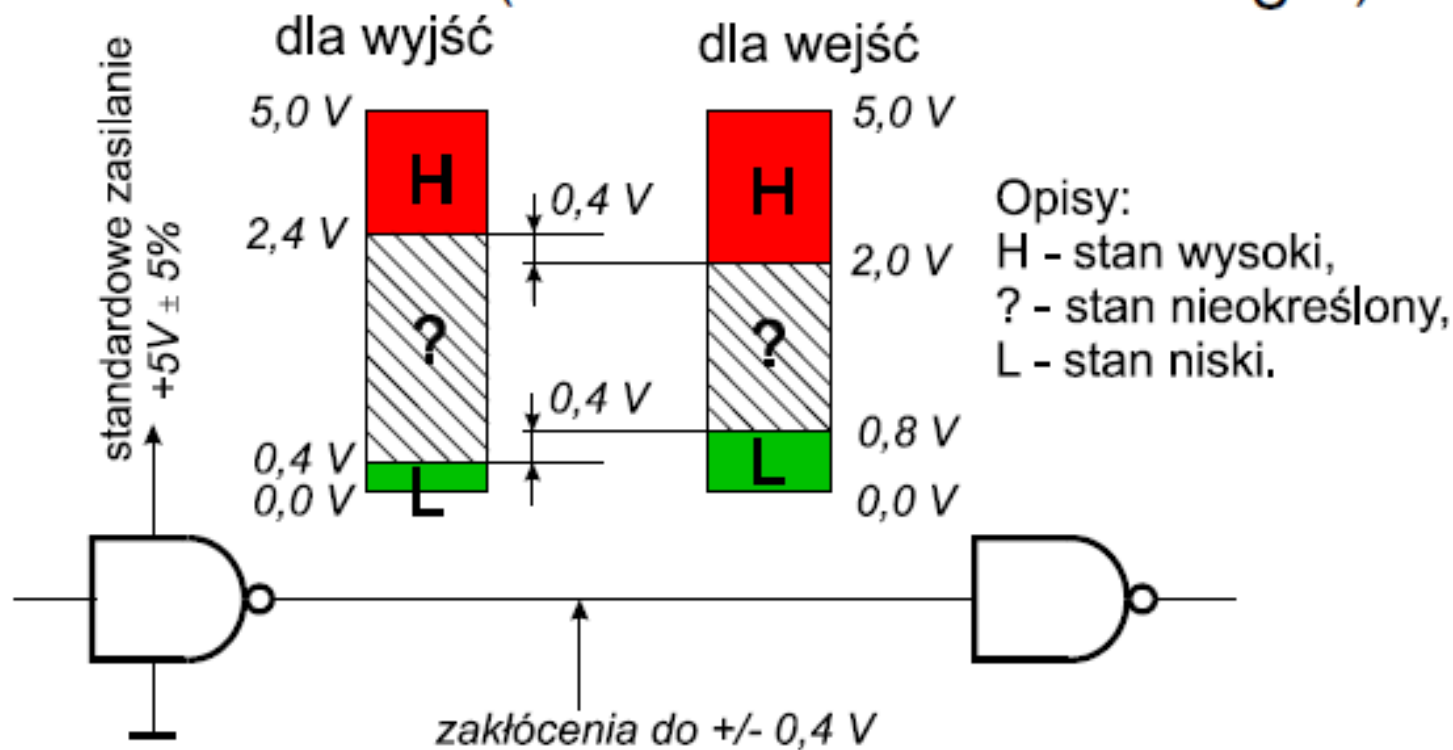 dla wyjść
dla wejść
standardowe zasilanie
+5V ± 5%
5,0 V
H
2,4 V
?
0,4 V
L
0,0 V
0,4 V
0,4 V
5,0 V
H
2,0 V
?
0,8 V
L
0,0 V
Opisy:
H - stan wysoki,
? - stan nieokreślony,
L - stan niski.
zakłócenia do +/- 0,4 V